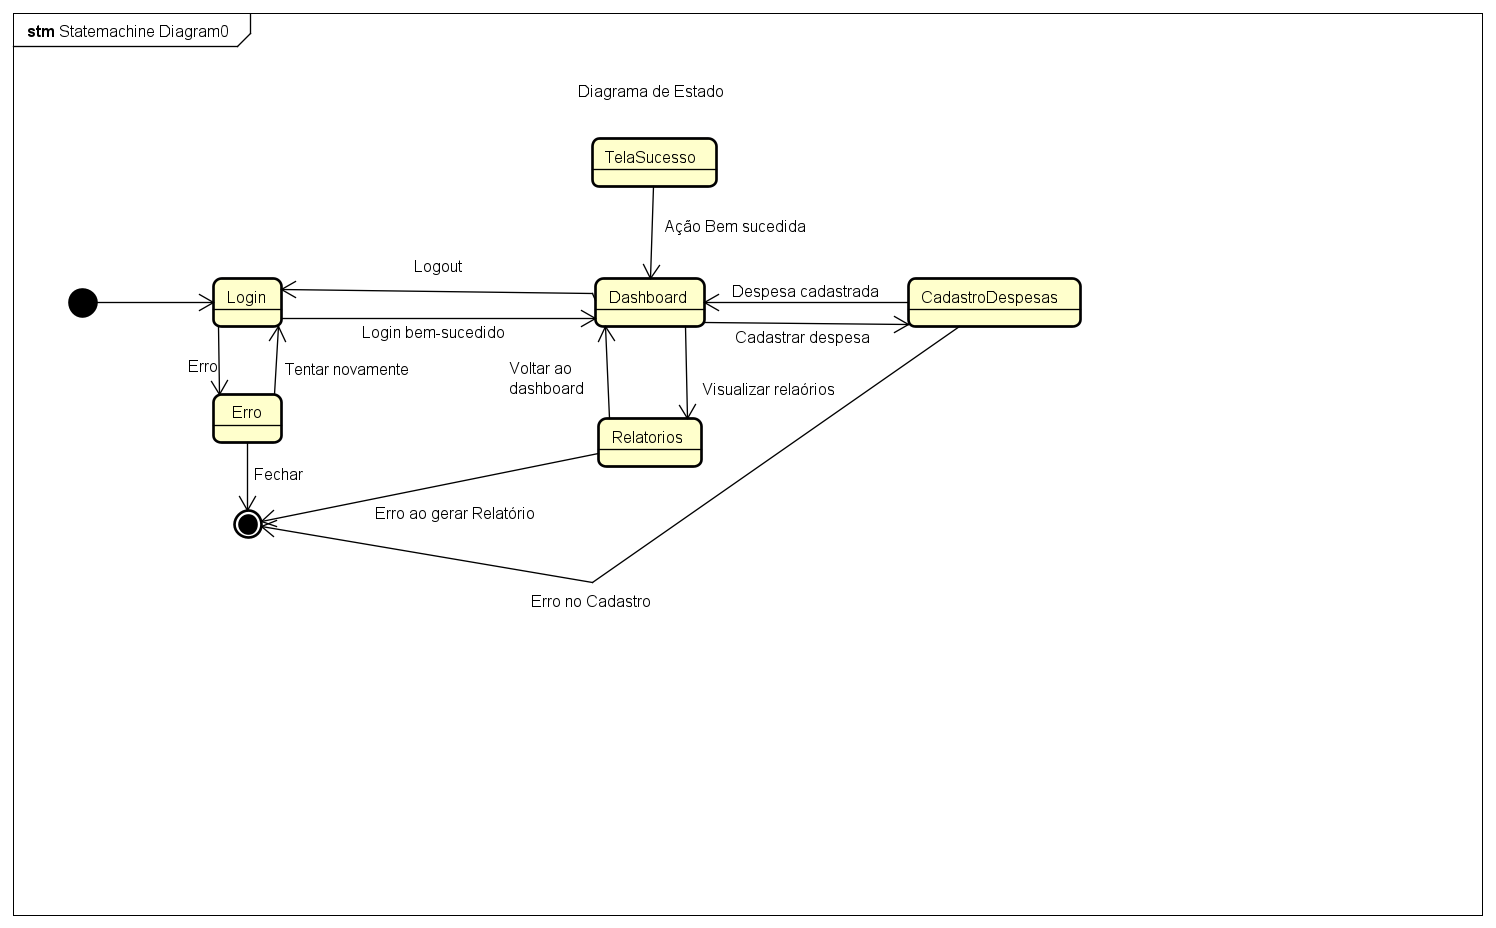 stm Statemachine Diagram0
Diagrama de Estado
TelaSucesso
Ação Bem sucedida
Logout
Login
Dashboard
Despesa cadastrada
CadastroDespesas
Login bem-sucedido
Cadastrar despesa
Erro
Tentar novamente
Voltar ao
dashboard
Visualizar relaórios
Erro
Relatorios
Fechar
Erro ao gerar Relatório
Erro no Cadastro